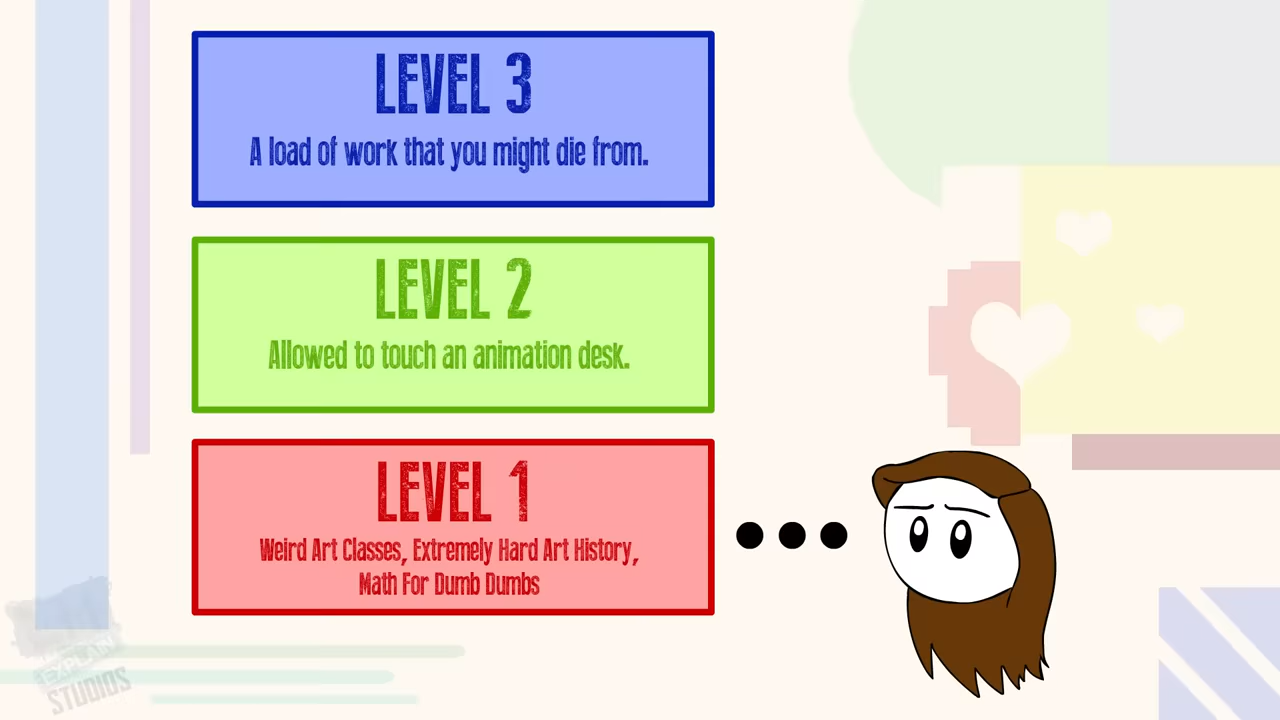 LEVEL 3
A load of work that you might die from.
LEVEL 2
Allowed to touch an animation desk.
LEVEL 1
Weird Art Classes, Extremely Hard Art History,
Math For Dumb Dumbs
EXPLAIN
STUDIOS